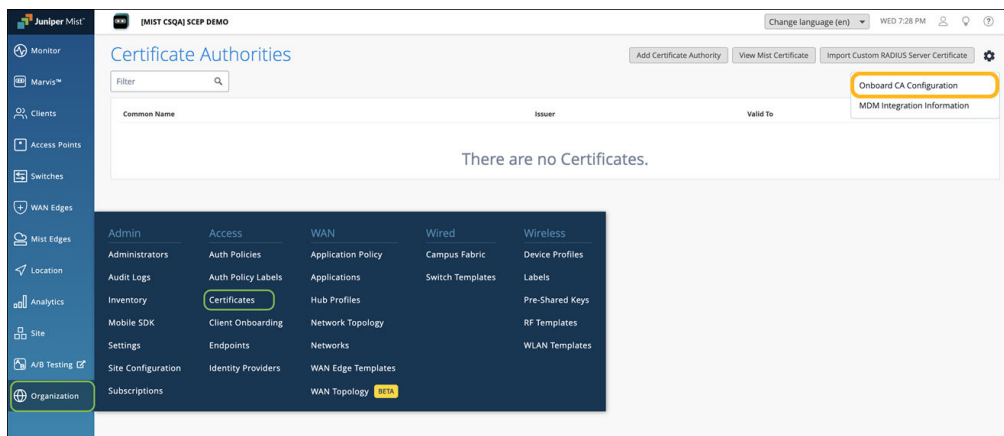 Juniper Mist™
[MIST CSQA] SCEP DEMO
Change language (en)
WED 7:28 PM
Monitor
Marvis™
Clients
Access Points
Switches
WAN Edges
Mist Edges
Location
Analytics
Site
A/B Testing
Organization
Certificate Authorities
Add Certificate Authority
View Mist Certificate
Import Custom RADIUS Server Certificate
Filter
Onboard CA Configuration
MDM Integration Information
Common Name
Issuer
Valid To
There are no Certificates.
Admin
Administrators
Audit Logs
Inventory
Mobile SDK
Settings
Site Configuration
Subscriptions
Access
Auth Policies
Auth Policy Labels
Certificates
Client Onboarding
Endpoints
Identity Providers
WAN
Application Policy
Applications
Hub Profiles
Network Topology
Networks
WAN Edge Templates
WAN Topology BETA
Wired
Campus Fabric
Switch Templates
Wireless
Device Profiles
Labels
Pre-Shared Keys
RF Templates
WLAN Templates